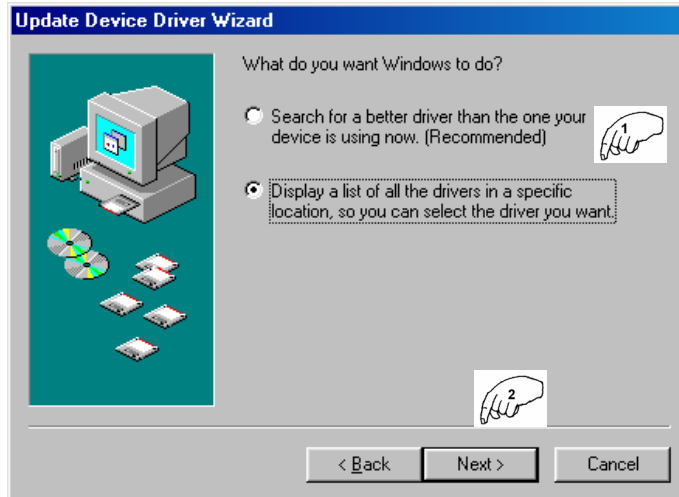 Update Device Driver Wizard
What do you want Windows to do?
Search for a better driver than the one your
device is using now. (Recommended)
1
Display a list of all the drivers in a specific
location, so you can select the driver you want.
2
< Back
Next >
Cancel